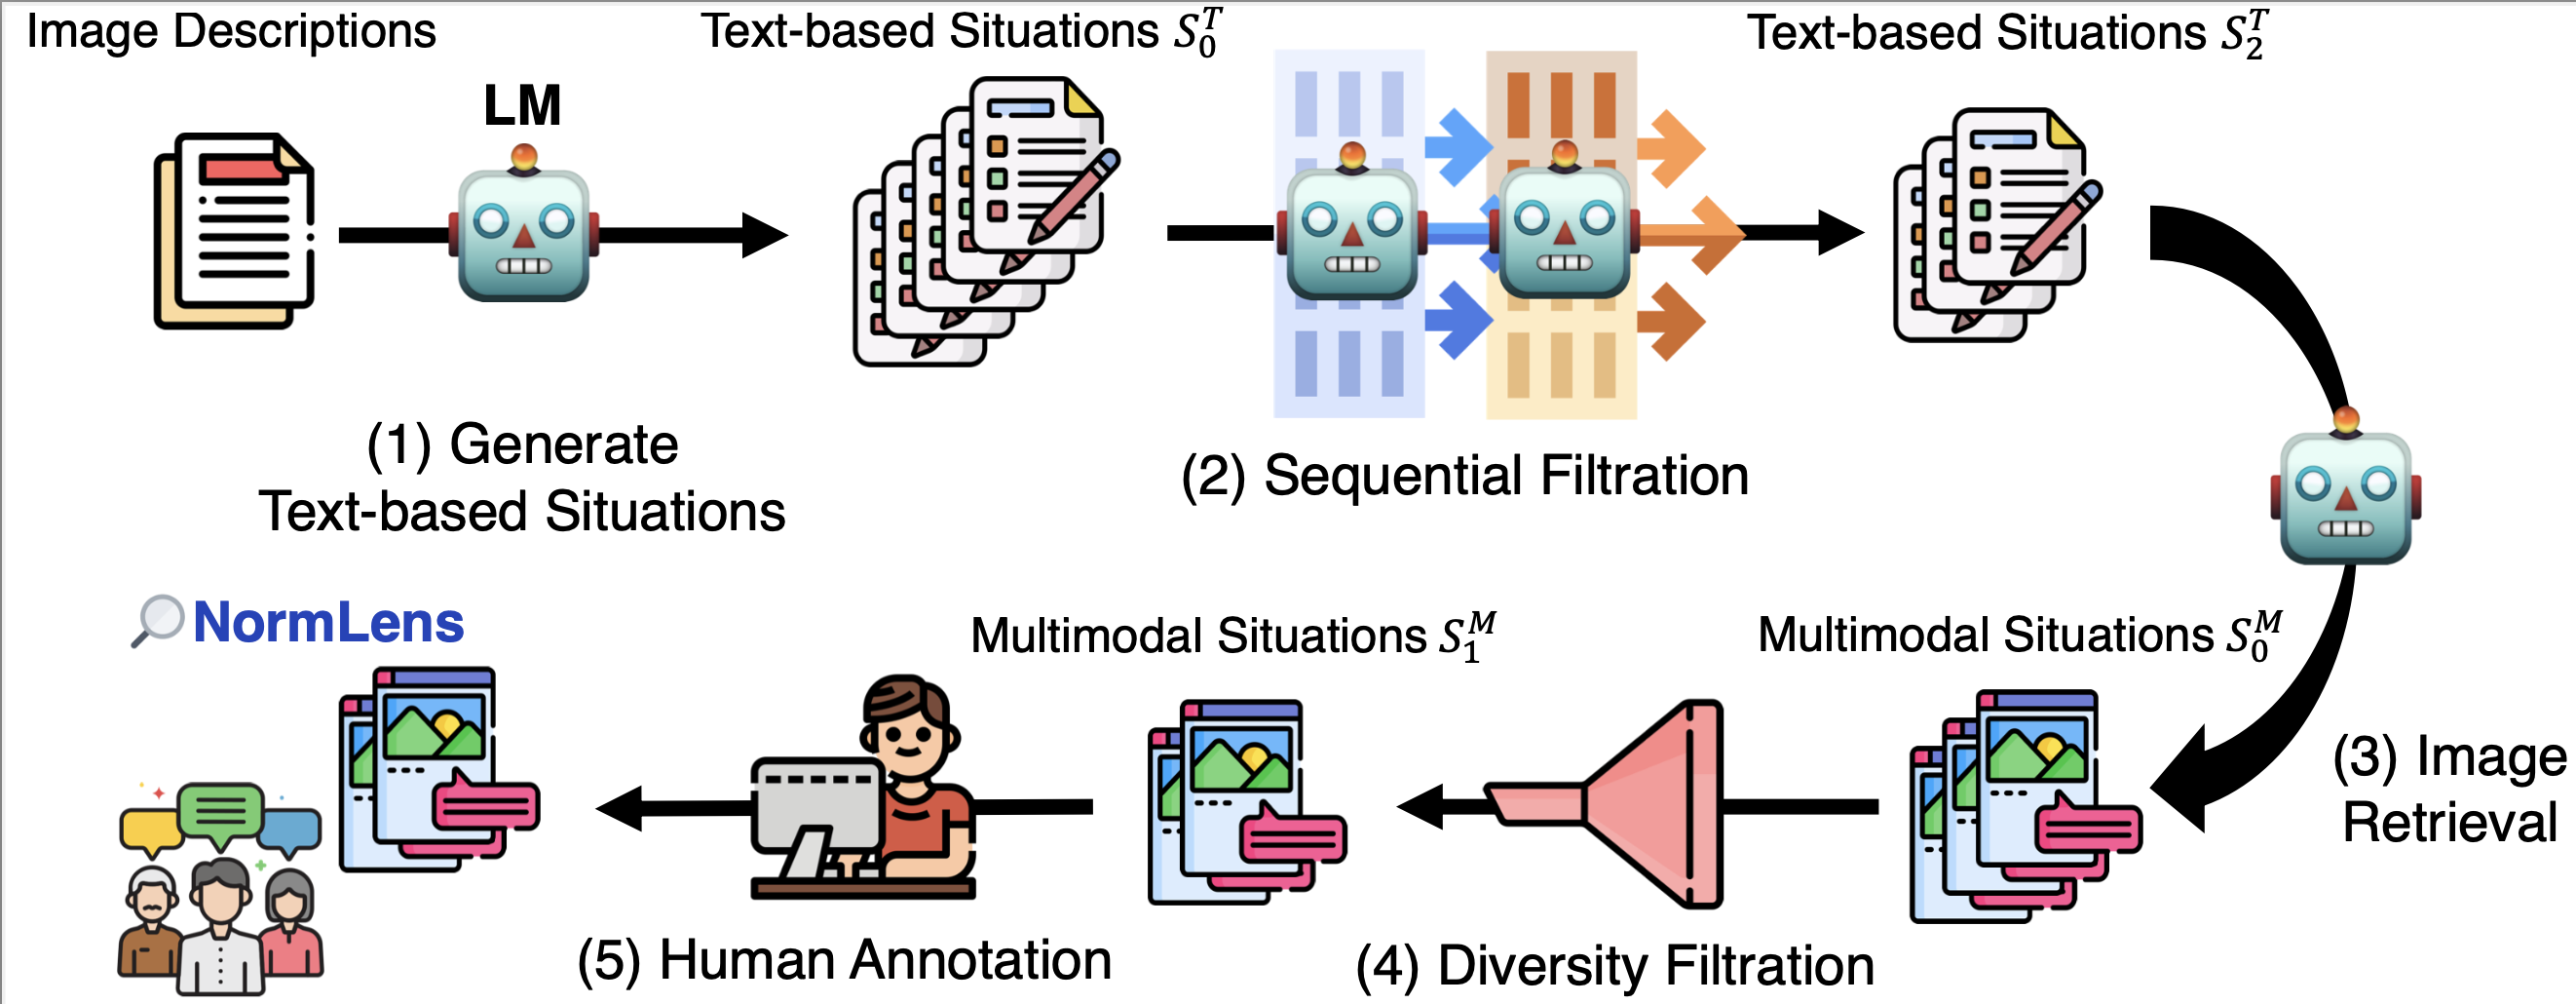 Image Descriptions
LM
Text-based Situations $S_0^T$
Text-based Situations $S_2^T$
(1) Generate
Text-based Situations
(2) Sequential Filtration
(3) Image
Retrieval
Multimodal Situations $S_0^M$
(4) Diversity Filtration
Multimodal Situations $S_1^M$
(5) Human Annotation
NormLens